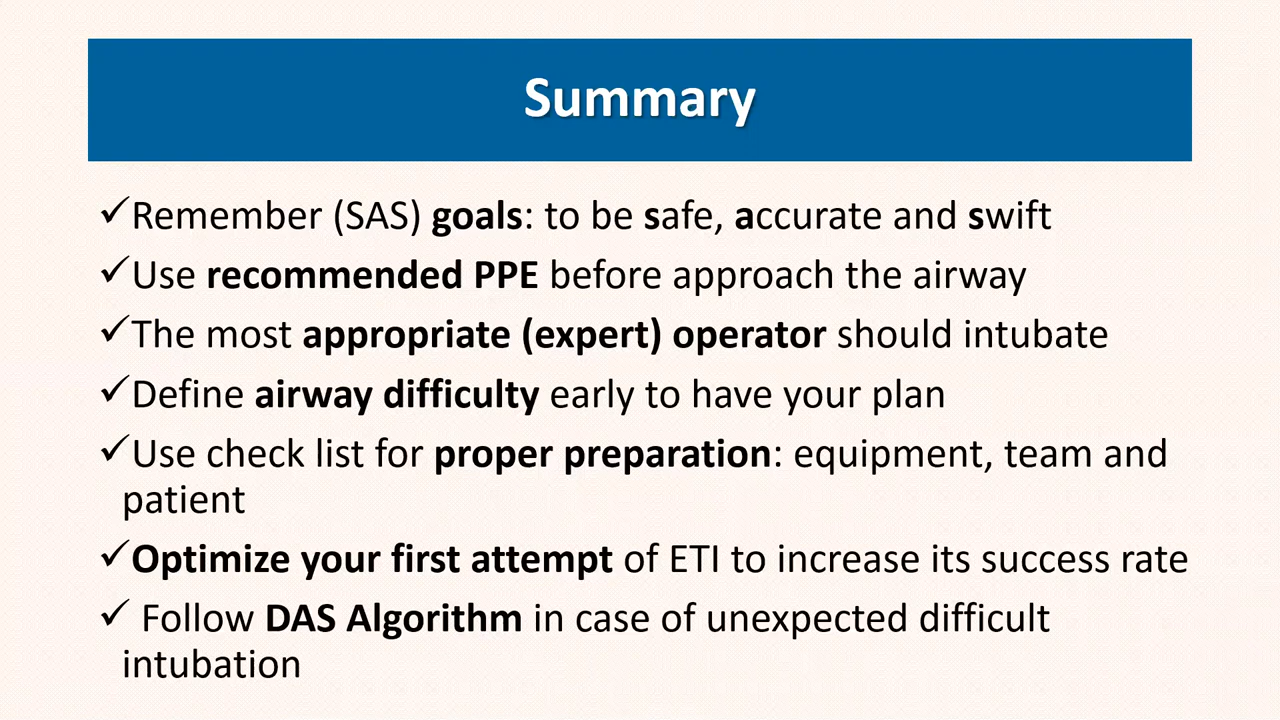 Summary
✓Remember (SAS) goals: to be safe, accurate and swift
✓Use recommended PPE before approach the airway
✓The most appropriate (expert) operator should intubate
✓Define airway difficulty early to have your plan
✓Use check list for proper preparation: equipment, team and
patient
✓Optimize your first attempt of ETI to increase its success rate
✓ Follow DAS Algorithm in case of unexpected difficult
intubation